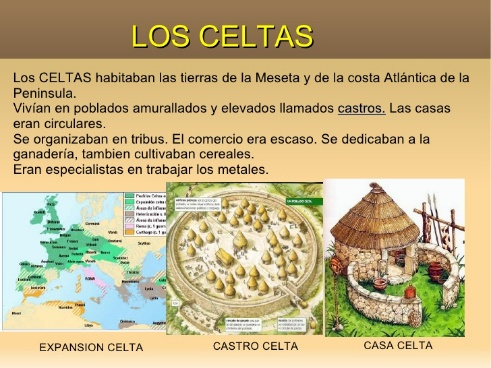 LOS CELTAS
Los CELTAS habitaban las tierras de la Meseta y de la costa Atlántica de la
Peninsula.
Vivían en poblados amurallados y elevados llamados castros. Las casas
eran circulares.
Se organizaban en tribus. El comercio era escaso. Se dedicaban a la
ganadería, tambien cultivaban cereales.
Eran especialistas en trabajar los metales.
EXPANSION CELTA
CASTRO CELTA
CASA CELTA